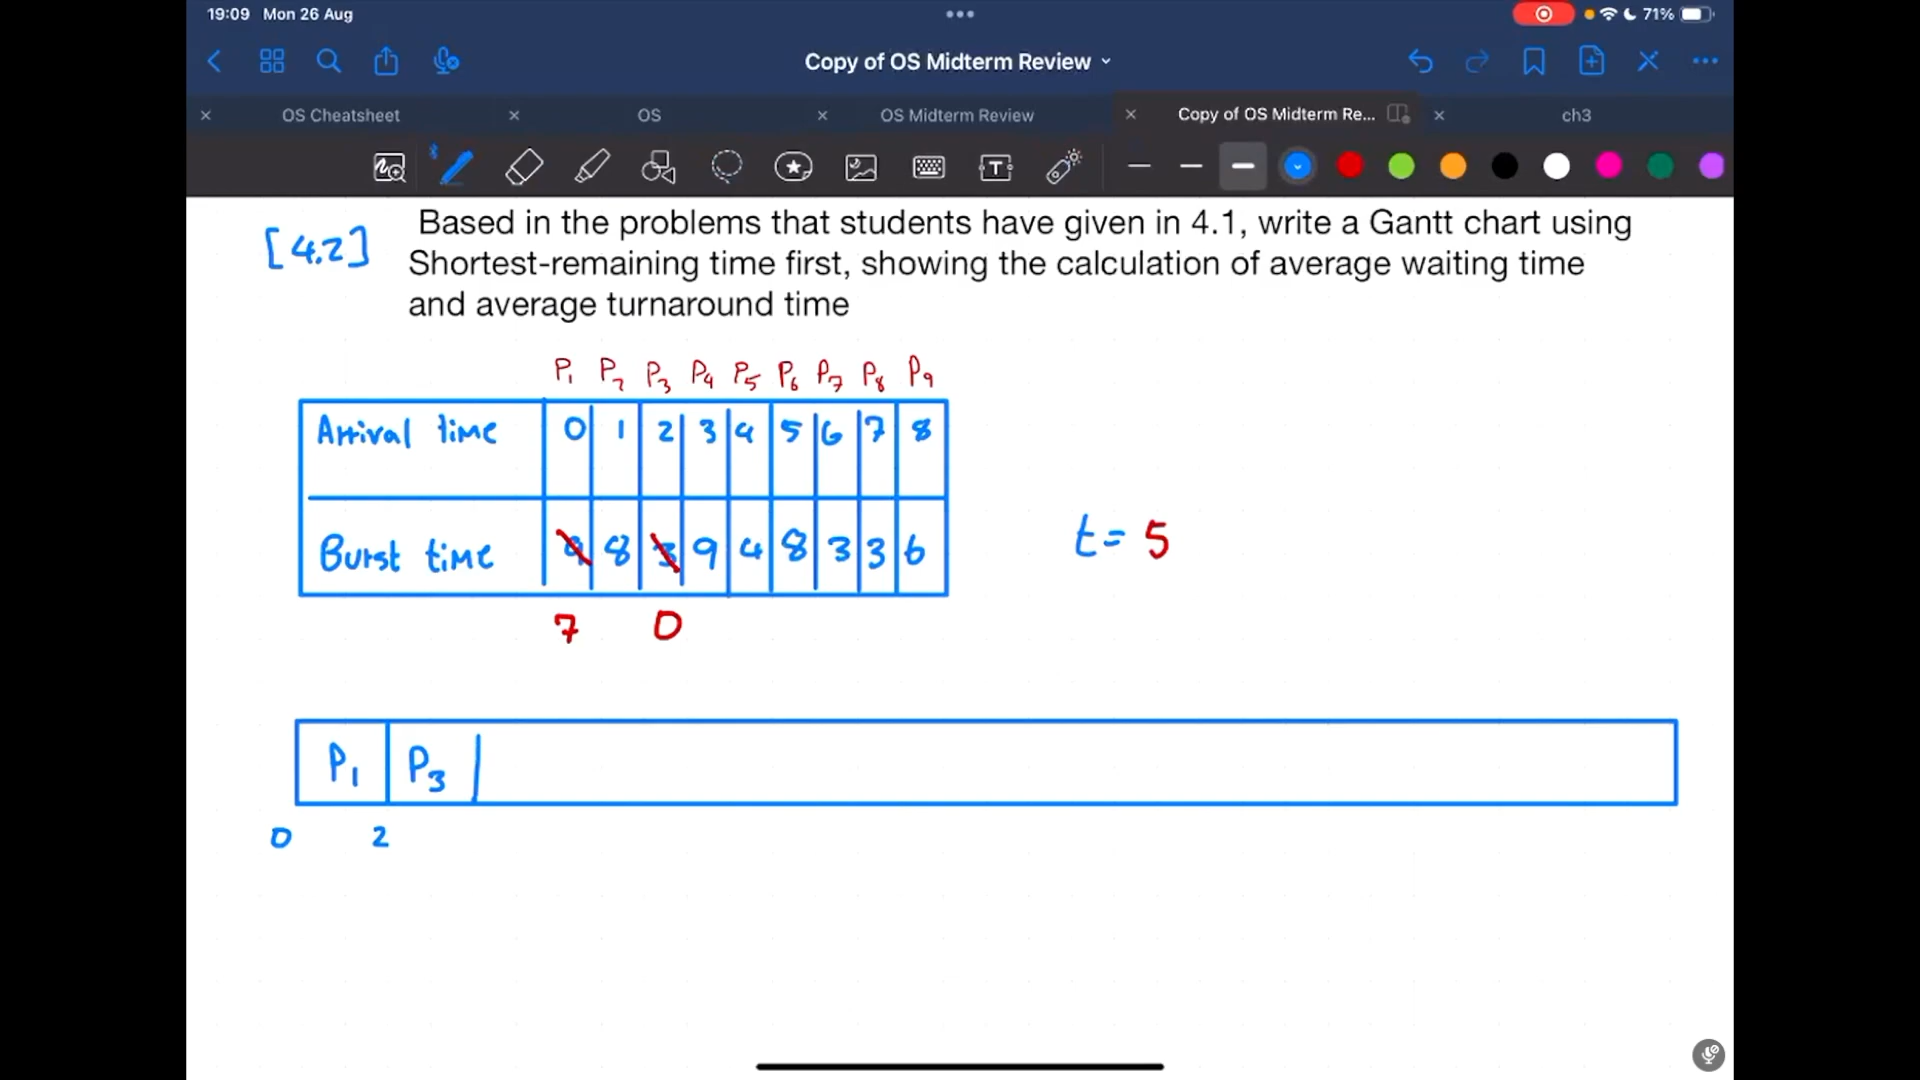 19:09 Mon 26 Aug
71%
Copy of OS Midterm Review
OS Cheatsheet OS OS Midterm Review Copy of OS Midterm Re... ch3
[4.2] Based in the problems that students have given in 4.1, write a Gantt chart using
Shortest-remaining time first, showing the calculation of average waiting time
and average turnaround time
P1 P2 P3 P4 P5 P6 P7 P8 P9
Arrival time 0 1 2 3 4 5 6 7 8
Burst time 9 8 3 9 4 8 3 3 6
t= 5
7 0
P1 P3
0 2